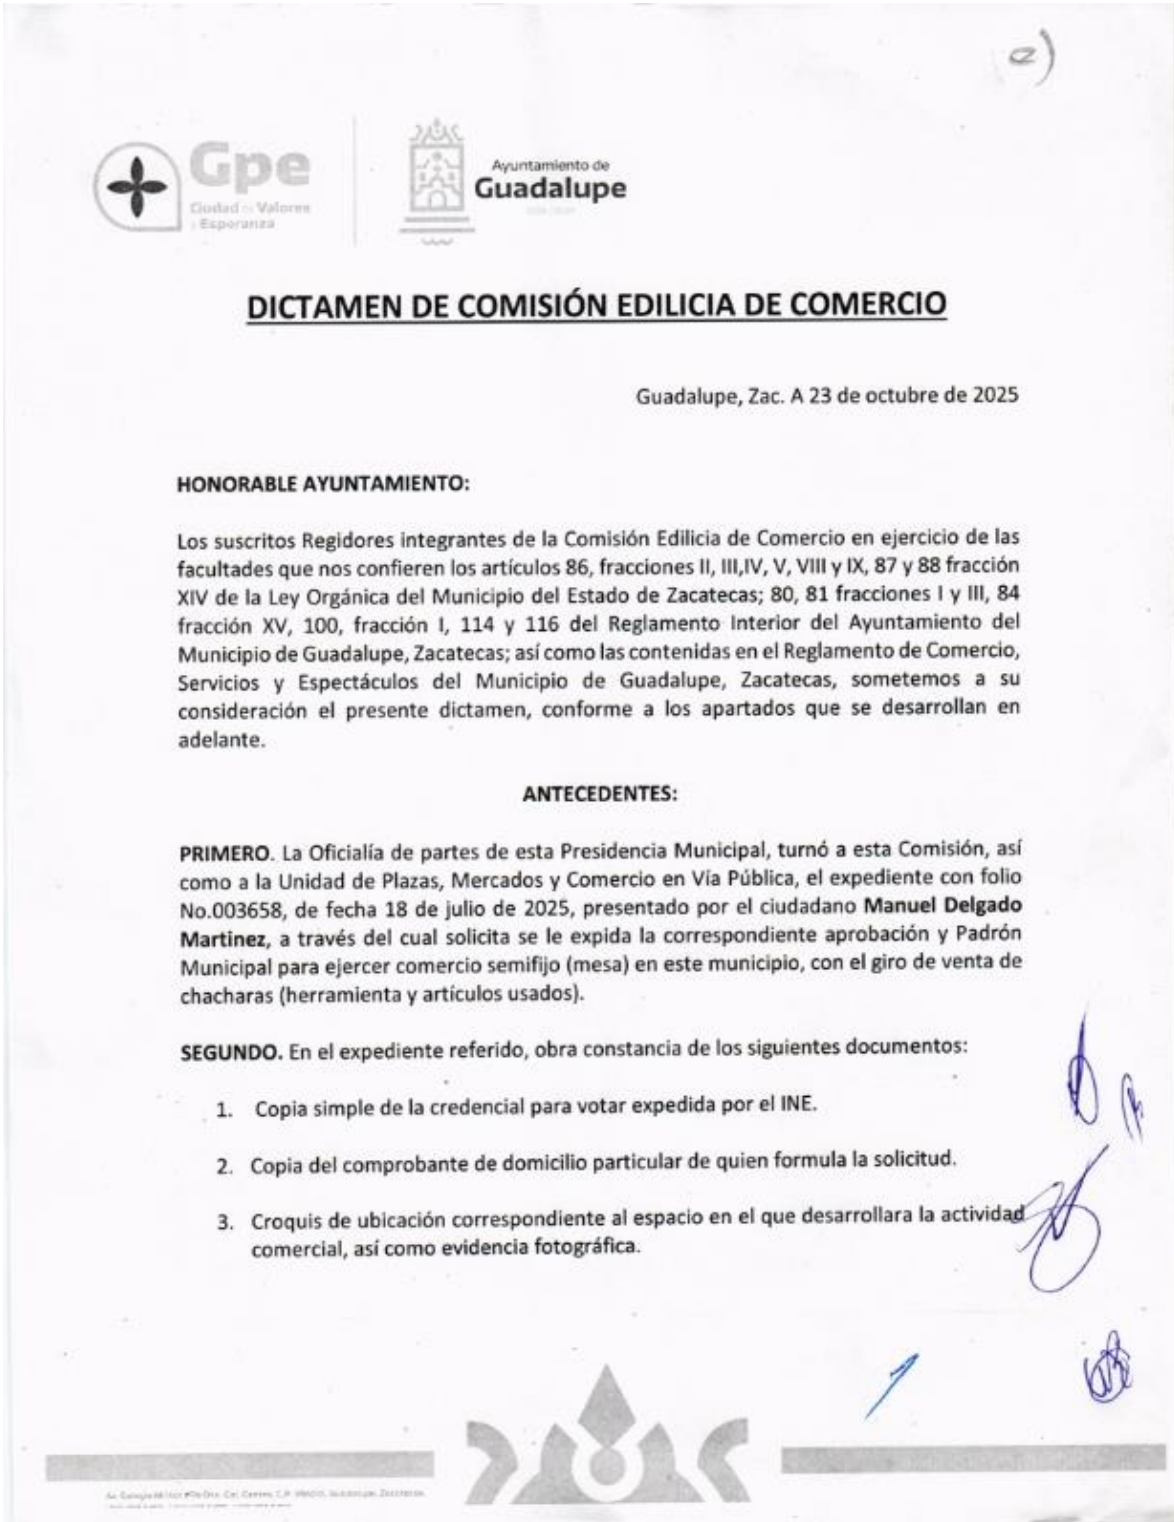 a)
Gpe
Ciudad de Valores
y Esperanza
Ayuntamiento de
Guadalupe
DICTAMEN DE COMISIÓN EDILICIA DE COMERCIO
Guadalupe, Zac. A 23 de octubre de 2025
HONORABLE AYUNTAMIENTO:
Los suscritos Regidores integrantes de la Comisión Edilicia de Comercio en ejercicio de las
facultades que nos confieren los artículos 86, fracciones II, III,IV, V, VIII y IX, 87 y 88 fracción
XIV de la Ley Orgánica del Municipio del Estado de Zacatecas; 80, 81 fracciones I y III, 84
fracción XV, 100, fracción I, 114 y 116 del Reglamento Interior del Ayuntamiento del
Municipio de Guadalupe, Zacatecas; así como las contenidas en el Reglamento de Comercio,
Servicios y Espectáculos del Municipio de Guadalupe, Zacatecas, sometemos a su
consideración el presente dictamen, conforme a los apartados que se desarrollan en
adelante.
ANTECEDENTES:
PRIMERO. La Oficialía de partes de esta Presidencia Municipal, turnó a esta Comisión, así
como a la Unidad de Plazas, Mercados y Comercio en Vía Pública, el expediente con folio
No.003658, de fecha 18 de julio de 2025, presentado por el ciudadano Manuel Delgado
Martinez, a través del cual solicita se le expida la correspondiente aprobación y Padrón
Municipal para ejercer comercio semifijo (mesa) en este municipio, con el giro de venta de
chacharas (herramienta y artículos usados).
SEGUNDO. En el expediente referido, obra constancia de los siguientes documentos:
1. Copia simple de la credencial para votar expedida por el INE.
2. Copia del comprobante de domicilio particular de quien formula la solicitud.
3. Croquis de ubicación correspondiente al espacio en el que desarrollara la actividad
comercial, así como evidencia fotográfica.
Guadalupe, Zacatecas.